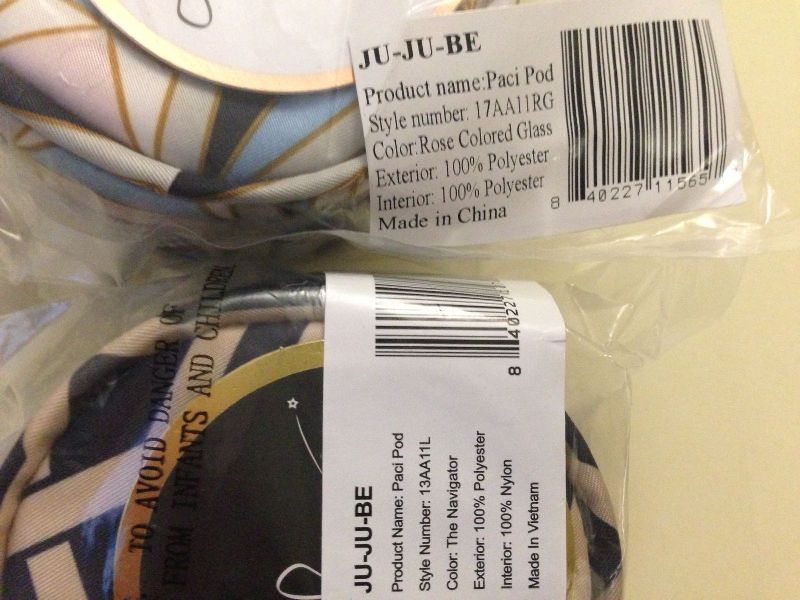 JU-JU-BE
Product name:Paci Pod
Style number: 17AA11RG
Color:Rose Colored Glass
Exterior: 100% Polyester
Interior: 100% Polyester
Made in China
8 40227 11565
TO AVOID DANGER OF
FROM INFANTS AND CHILDREN
8 40227
JU-JU-BE
Product Name: Paci Pod
Style Number: 13AA11L
Color: The Navigator
Exterior: 100% Polyester
Interior: 100% Nylon
Made In Vietnam